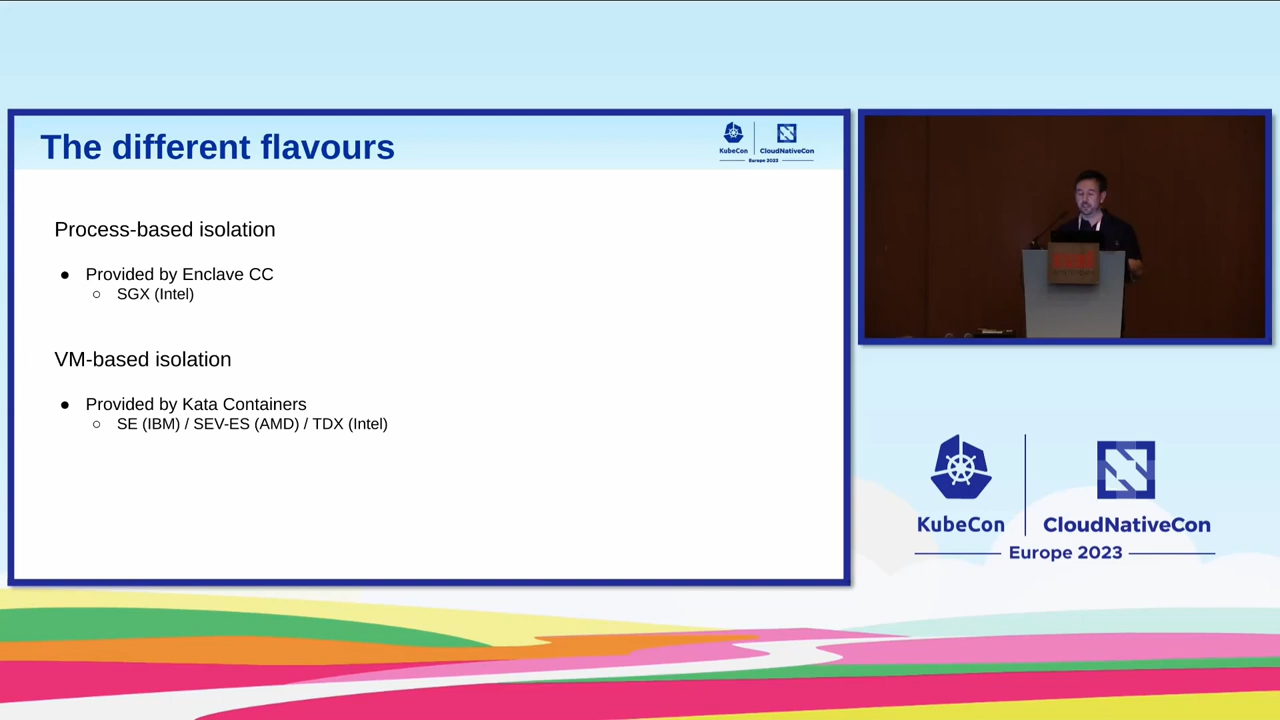 The different flavours
KubeCon
CloudNativeCon
Europe 2023
Process-based isolation
● Provided by Enclave CC
○ SGX (Intel)
VM-based isolation
● Provided by Kata Containers
○ SE (IBM) / SEV-ES (AMD) / TDX (Intel)
KubeCon
CloudNativeCon
Europe 2023